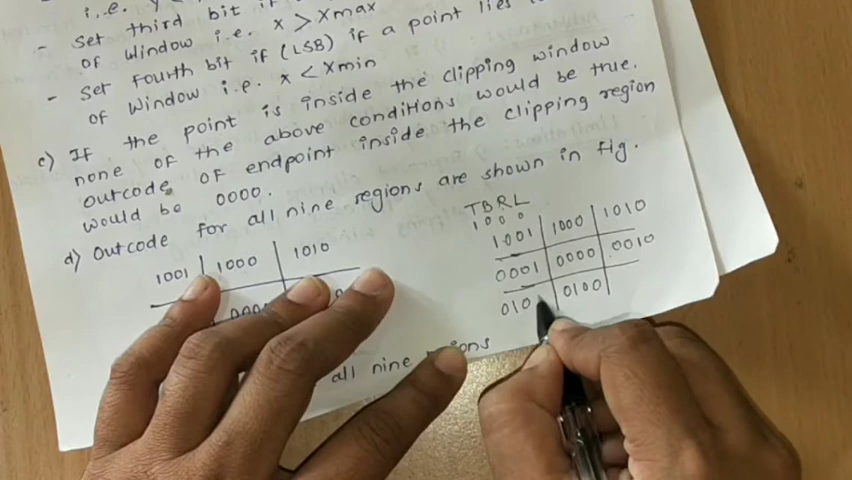 i.e. y <
- Set third bit if
of window i.e. x > Xmax
- Set Fourth bit if (LSB) if a point lies
of window i.e. x < Xmin
c) If the point is inside the clipping window
none of the above conditions would be true.
outcode of endpoint inside the clipping region
would be 0000.
d) Outcode for all nine regions are shown in fig.
1001 1000 1010
000
all nine
TBRL
1000
1001 1000 1010
0001 0000 0010
010 0100